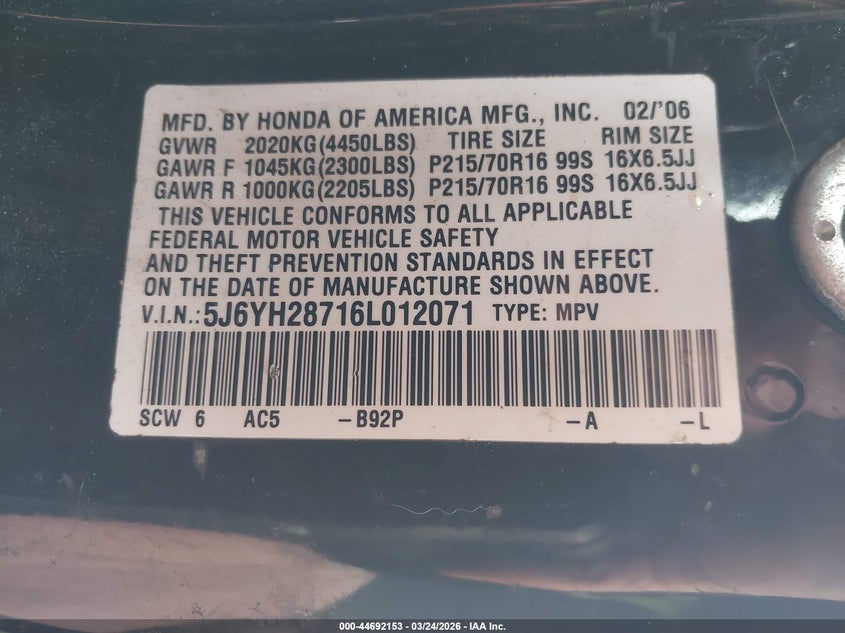 MFD. BY HONDA OF AMERICA MFG., INC. 02/'06
GVWR 2020KG(4450LBS) TIRE SIZE RIM SIZE
GAWR F 1045KG(2300LBS) P215/70R16 99S 16X6.5JJ
GAWR R 1000KG(2205LBS) P215/70R16 99S 16X6.5JJ
THIS VEHICLE CONFORMS TO ALL APPLICABLE
FEDERAL MOTOR VEHICLE SAFETY
AND THEFT PREVENTION STANDARDS IN EFFECT
ON THE DATE OF MANUFACTURE SHOWN ABOVE.
V.I.N.:5J6YH28716L012071 TYPE: MPV
SCW 6 AC5 –B92P –A –L
000-44692153 - 03/24/2026 - IAA Inc.